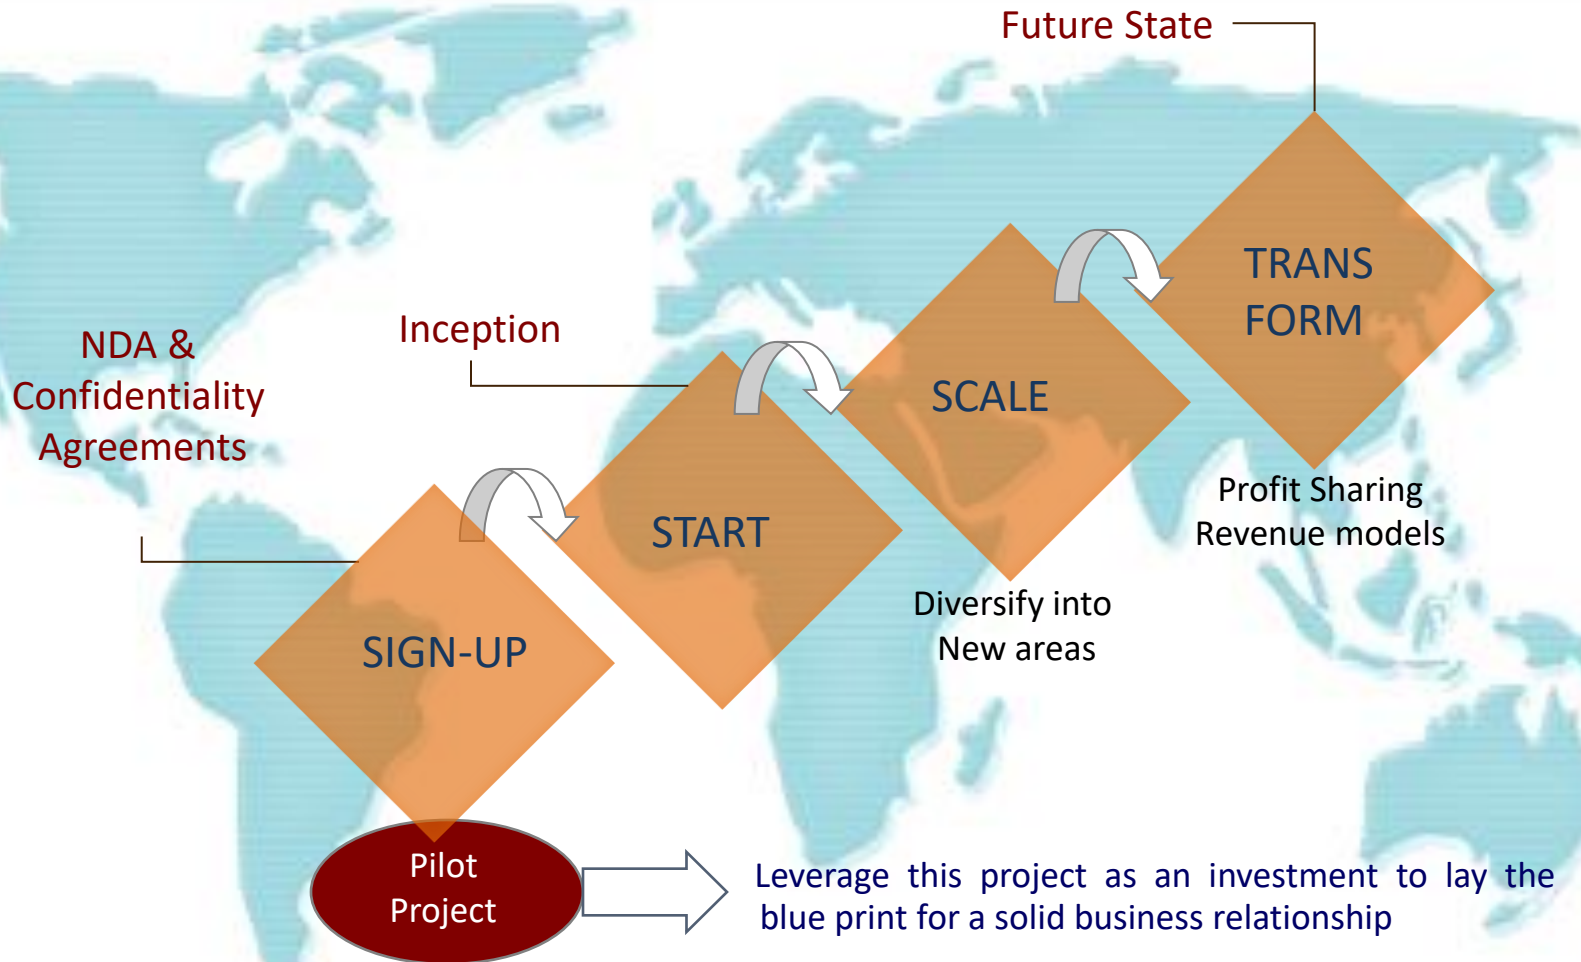 Future State
TRANS
FORM
Profit Sharing
Revenue models
SCALE
Diversify into
New areas
Inception
START
NDA &
Confidentiality
Agreements
SIGN-UP
Pilot
Project
Leverage this project as an investment to lay the
blue print for a solid business relationship